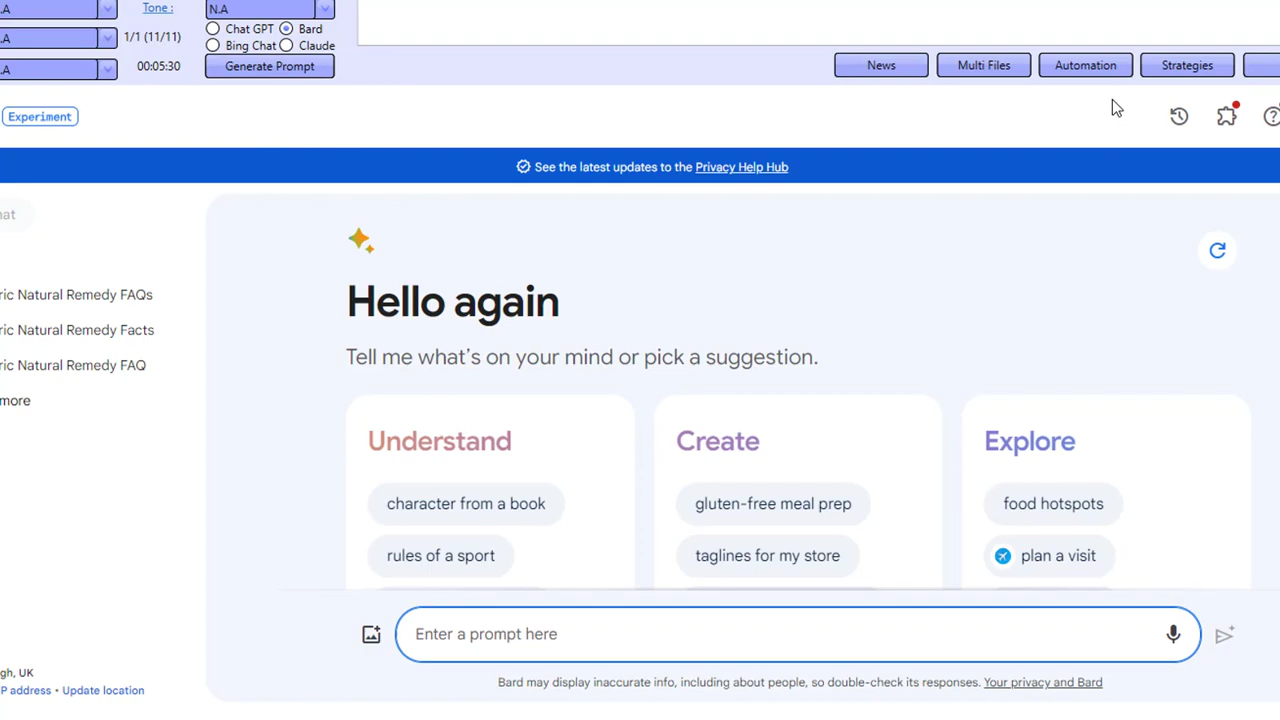 .A
Tone :
N.A
Chat GPT Bard
.A
1/1 (11/11)
Bing Chat Claude
.A
00:05:30
Generate Prompt
News
Multi Files
Automation
Strategies
Experiment
See the latest updates to the Privacy Help Hub
hat
Hello again
ric Natural Remedy FAQs
ric Natural Remedy Facts
ric Natural Remedy FAQ
more
Tell me what's on your mind or pick a suggestion.
Understand
Create
Explore
character from a book
gluten-free meal prep
food hotspots
rules of a sport
taglines for my store
plan a visit
Enter a prompt here
gh, UK
P address • Update location
Bard may display inaccurate info, including about people, so double-check its responses. Your privacy and Bard